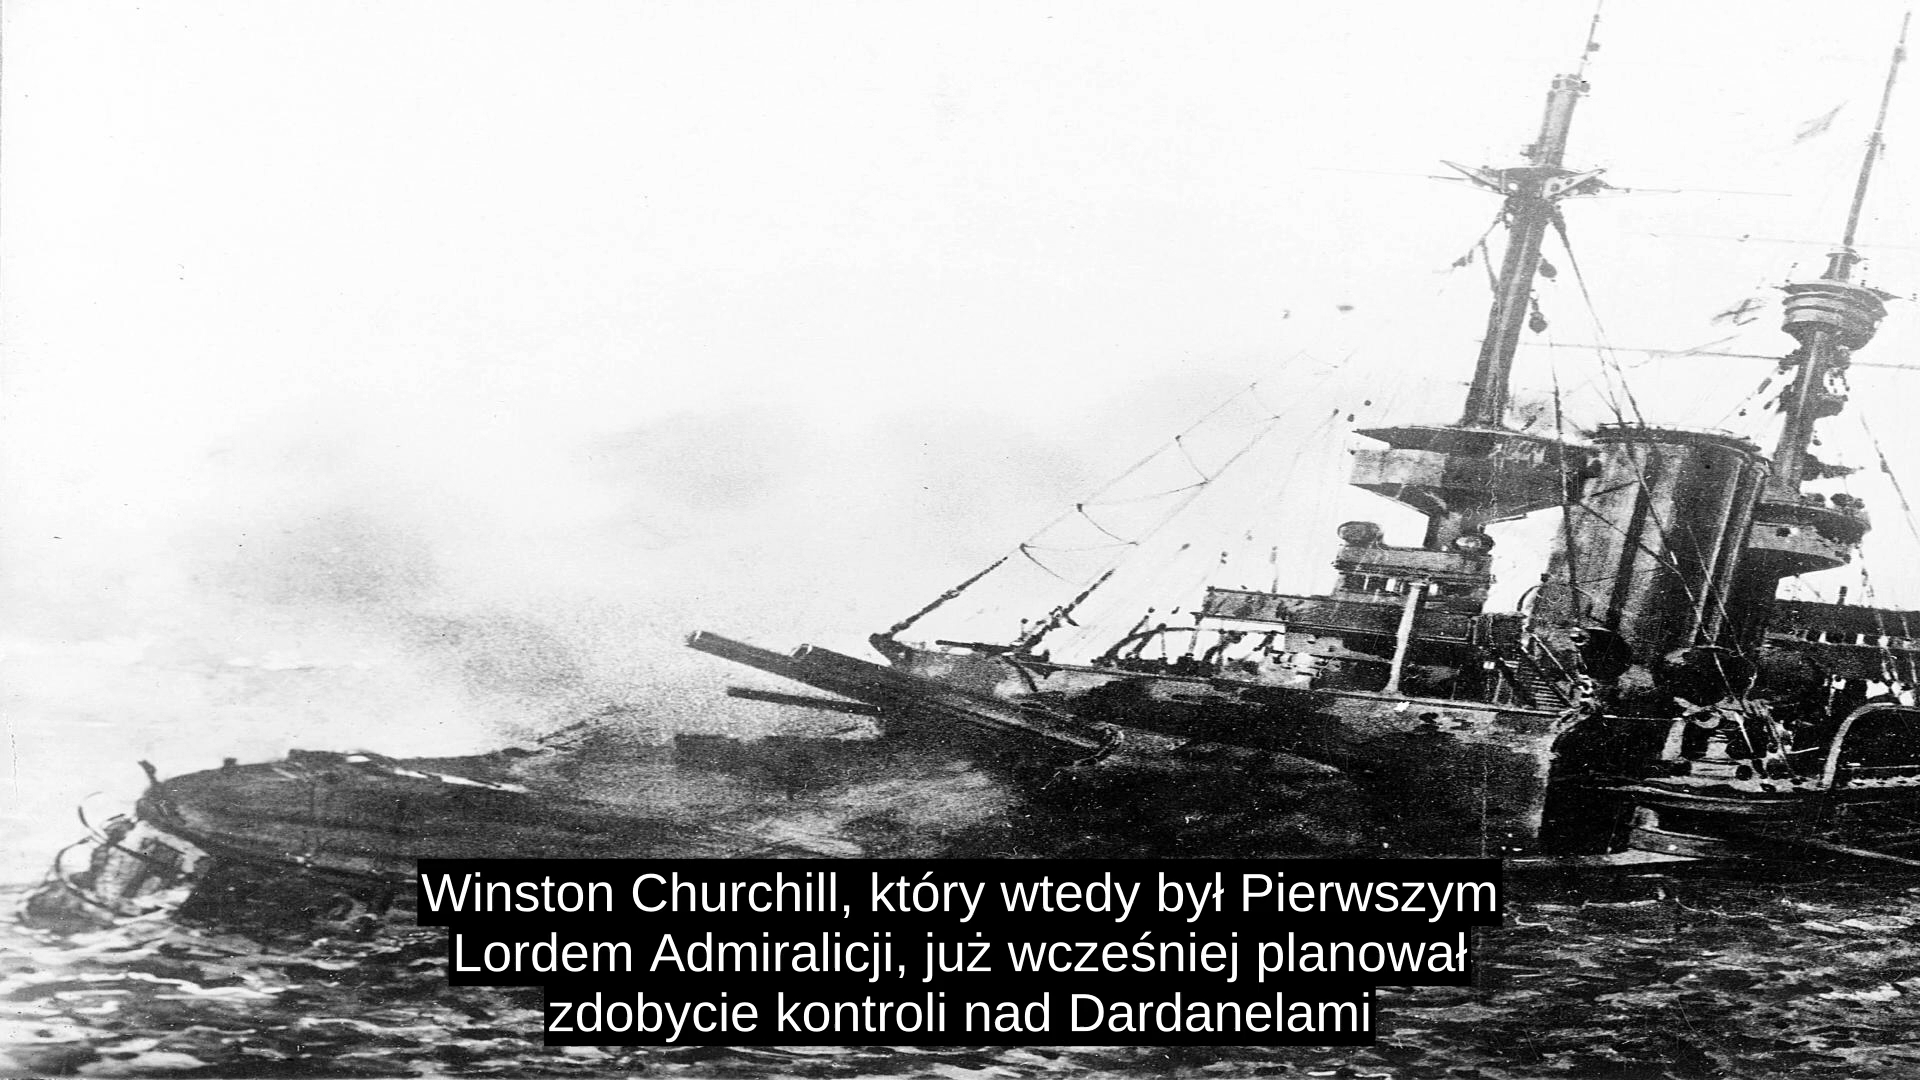 Winston Churchill, który wtedy był Pierwszym
Lordem Admiralicji, już wcześniej planował
zdobycie kontroli nad Dardanelami